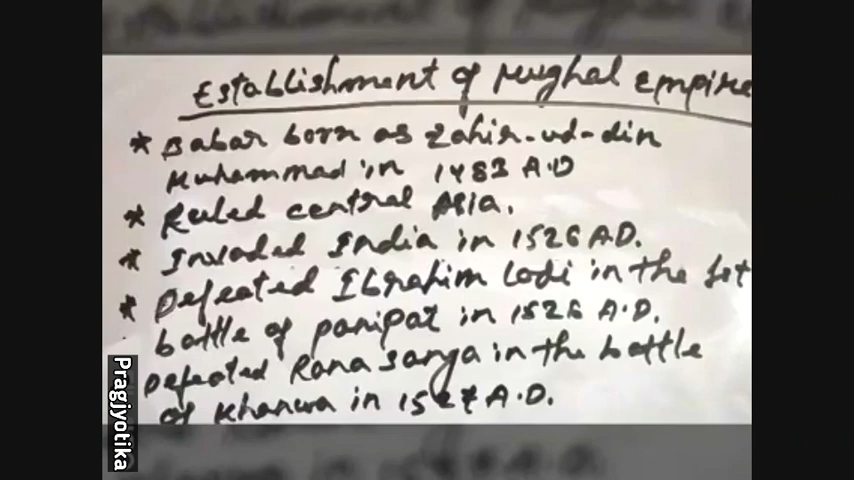 Establishment of Mughal empire
* Babar born as Zahir-ud-din
Muhammad in 1483 A.D
* Ruled central Asia.
* Invaded India in 1526 A.D.
* Defeated Ibrahim Lodi in the 1st
battle of panipat in 1526 A.D.
Defeated Rana sanga in the battle
of Khanwa in 1527 A.D.
Pragjyotika